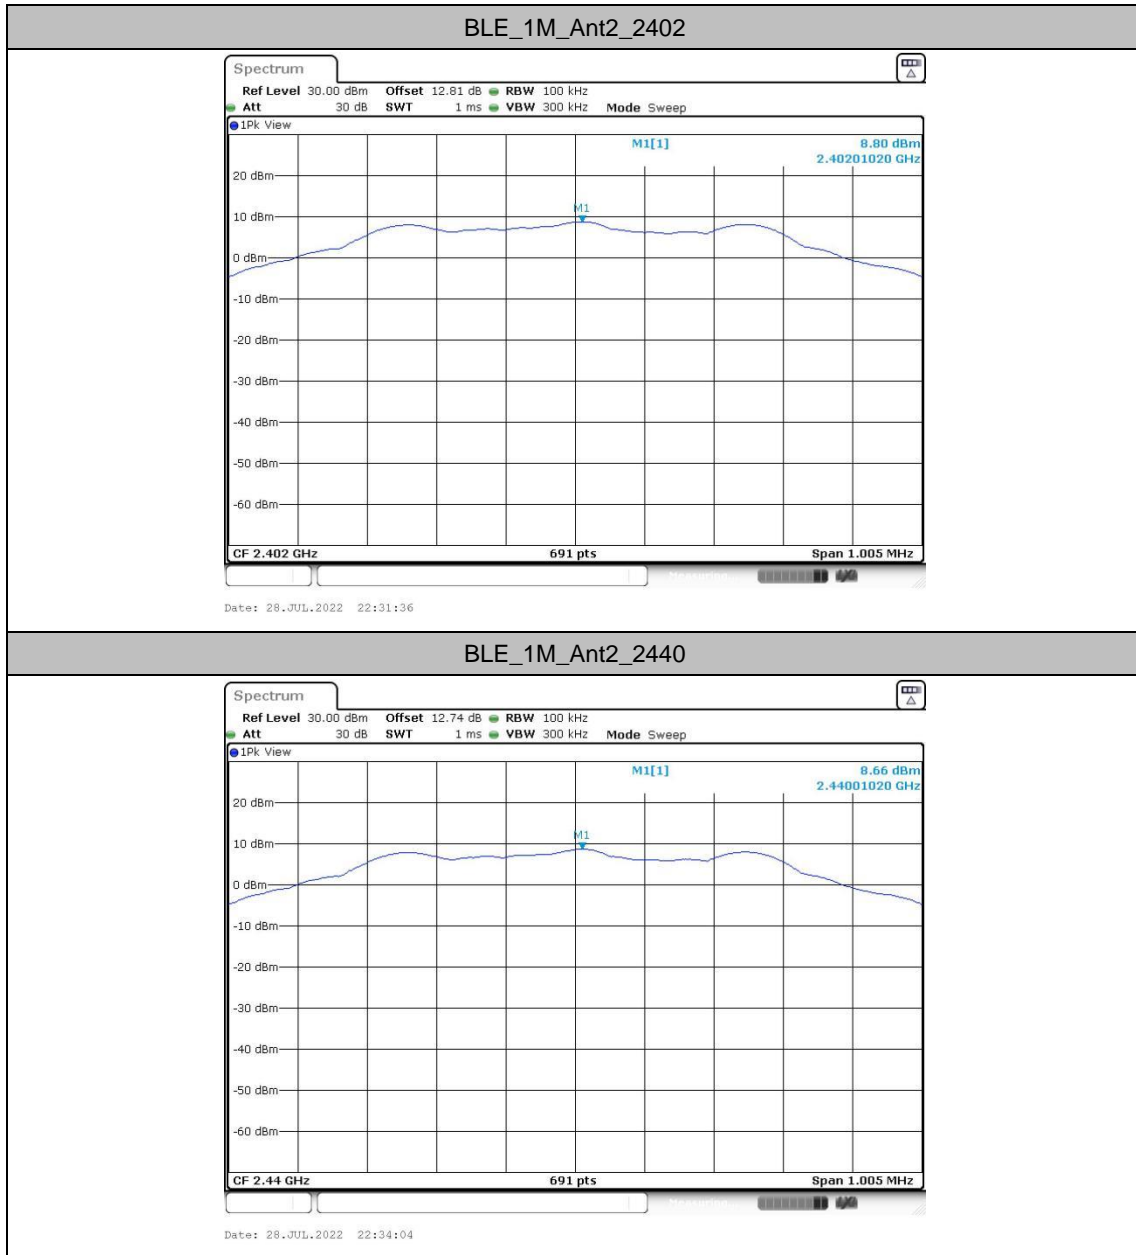 BLE_1M_Ant2_2402
Spectrum
Ref Level 30.00 dBm Offset 12.81 dB RBW 100 kHz
Att 30 dB SWT 1 ms VBW 300 kHz Mode Sweep
1Pk View
M1[1] 8.80 dBm
2.40201020 GHz
20 dBm
M1
10 dBm
0 dBm
-10 dBm
-20 dBm
-30 dBm
-40 dBm
-50 dBm
-60 dBm
CF 2.402 GHz 691 pts Span 1.005 MHz
Measuring...
Date: 28.JUL.2022 22:31:36
BLE_1M_Ant2_2440
Spectrum
Ref Level 30.00 dBm Offset 12.74 dB RBW 100 kHz
Att 30 dB SWT 1 ms VBW 300 kHz Mode Sweep
1Pk View
M1[1] 8.66 dBm
2.44001020 GHz
20 dBm
M1
10 dBm
0 dBm
-10 dBm
-20 dBm
-30 dBm
-40 dBm
-50 dBm
-60 dBm
CF 2.44 GHz 691 pts Span 1.005 MHz
Measuring...
Date: 28.JUL.2022 22:34:04